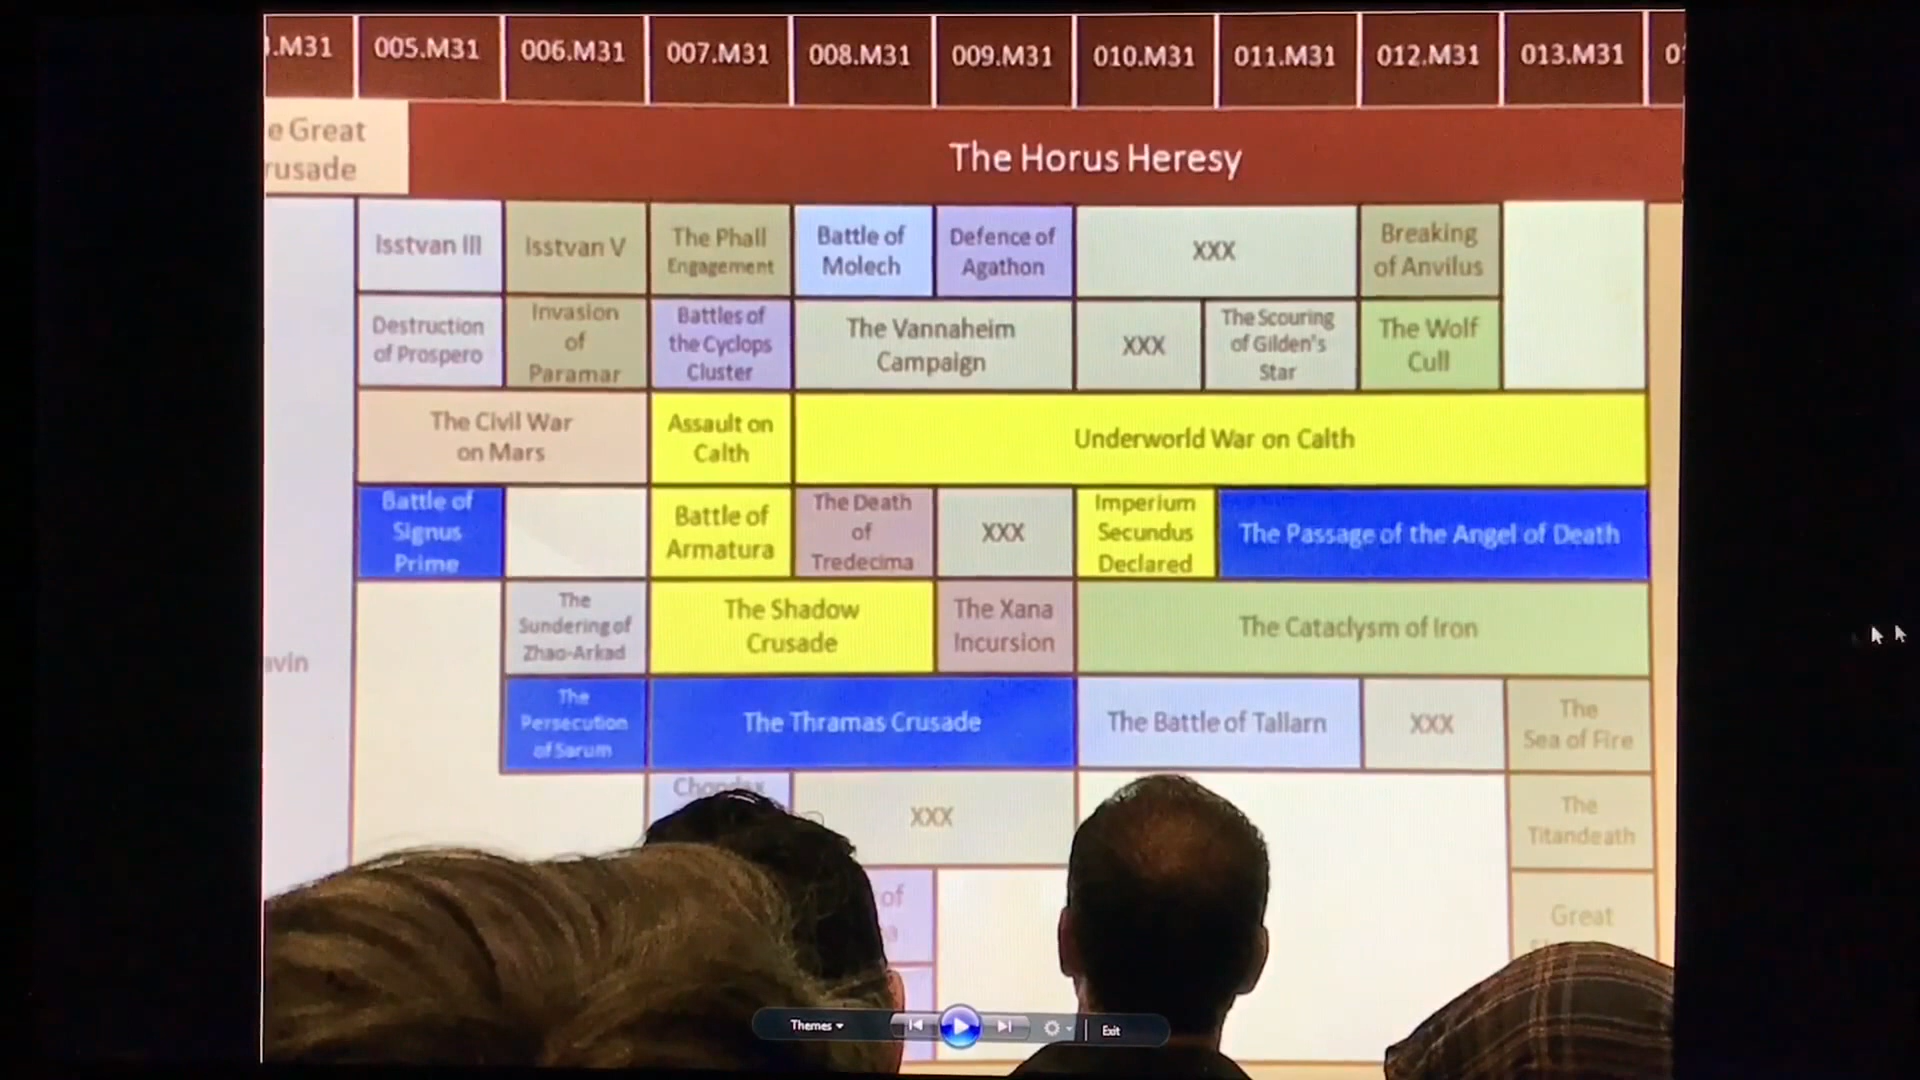 .M31 005.M31 006.M31 007.M31 008.M31 009.M31 010.M31 011.M31 012.M31 013.M31 0
e Great
rusade
The Horus Heresy
Isstvan III
Isstvan V
The Phall
Engagement
Battle of
Molech
Defence of
Agathon
XXX
Breaking
of Anvilus
Destruction
of Prospero
Invasion
of
Paramar
Battles of
the Cyclops
Cluster
The Vannaheim
Campaign
XXX
The Scouring
of Gilden's
Star
The Wolf
Cull
The Civil War
on Mars
Assault on
Calth
Underworld War on Calth
Battle of
Signus
Prime
Battle of
Armatura
The Death
of
Tredecima
XXX
Imperium
Secundus
Declared
The Passage of the Angel of Death
The
Sundering of
Zhao-Arkad
The Shadow
Crusade
The Xana
Incursion
The Cataclysm of Iron
avin
The
Persecution
of Sarum
The Thramas Crusade
The Battle of Tallarn
XXX
The
Sea of Fire
XXX
The
Titandeath
of
a
Great
Themes
Exit